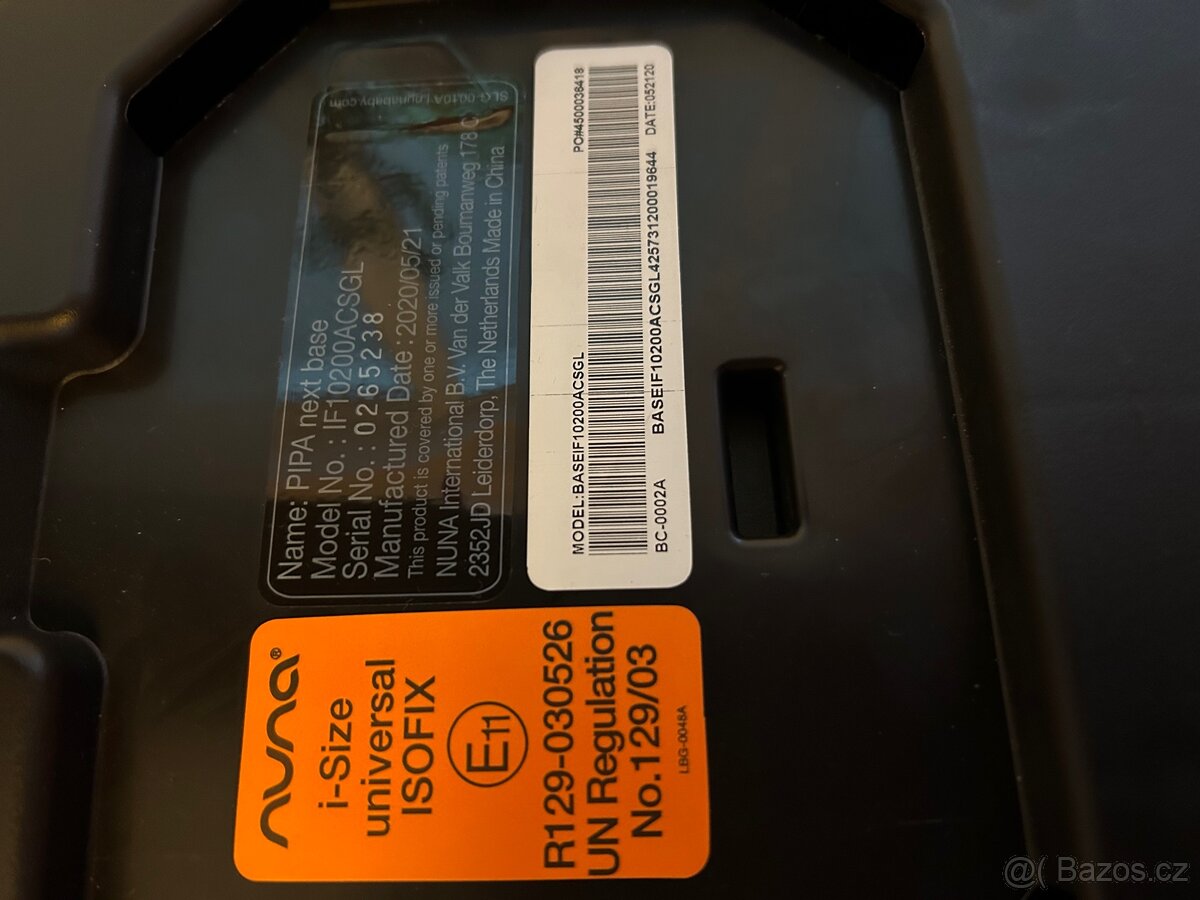 Name: PIPA next base
Model No. : IF10200ACSGL
Serial No. : 0265238
Manufactured Date : 2020/05/21
This product is covered by one or more issued or pending patents
NUNA International B.V. Van der Valk Boumanweg 178 C
2352JD Leiderdorp, The Netherlands Made in China
SLG-0010A | nunababy.com
MODEL:BASEIF10200ACSGL
PO#4500036418
BASEIF10200ACSGL425731200019644
BC-0002A
DATE:052120
nuna®
i-Size
universal
ISOFIX
E11
R129-030526
UN Regulation
No.129/03
LBG-0048A
@( Bazos.cz